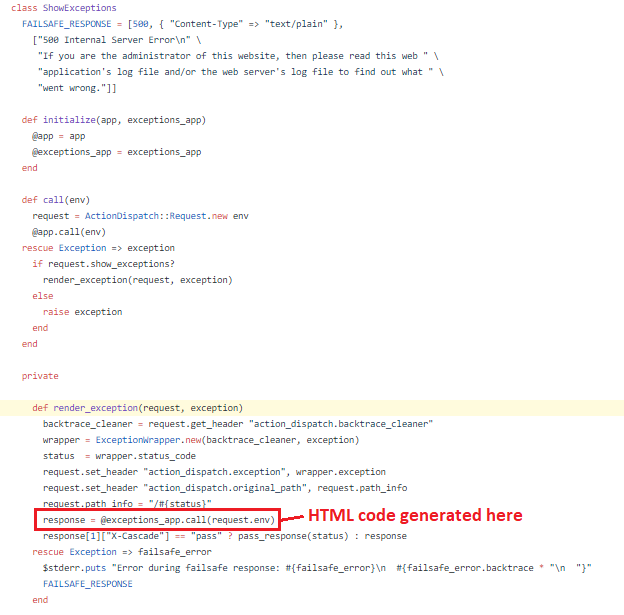 class ShowExceptions
FAILSAFE_RESPONSE = [500, { "Content-Type" => "text/plain" },
["500 Internal Server Error\n" \
"If you are the administrator of this website, then please read this web " \
"application's log file and/or the web server's log file to find out what " \
"went wrong."]]
def initialize(app, exceptions_app)
@app = app
@exceptions_app = exceptions_app
end
def call(env)
request = ActionDispatch::Request.new env
@app.call(env)
rescue Exception => exception
if request.show_exceptions?
render_exception(request, exception)
else
raise exception
end
end
private
def render_exception(request, exception)
backtrace_cleaner = request.get_header "action_dispatch.backtrace_cleaner"
wrapper = ExceptionWrapper.new(backtrace_cleaner, exception)
status  = wrapper.status_code
request.set_header "action_dispatch.exception", wrapper.exception
request.set_header "action_dispatch.original_path", request.path_info
request.path_info = "/#{status}"
response = @exceptions_app.call(request.env) HTML code generated here
response[1]["X-Cascade"] == "pass" ? pass_response(status) : response
rescue Exception => failsafe_error
$stderr.puts "Error during failsafe response: #{failsafe_error}\n  #{failsafe_error.backtrace * "\n  "}"
FAILSAFE_RESPONSE
end